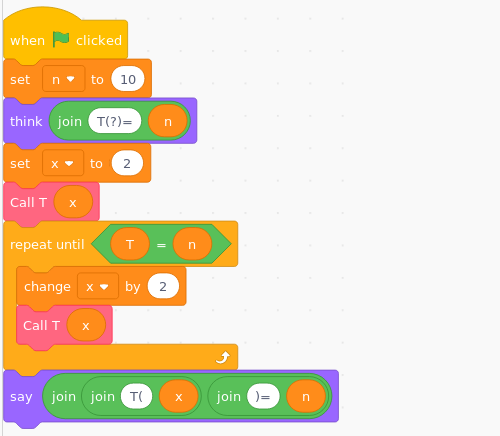 when clicked
set n to 10
think join T(?)= n
set x to 2
Call T x
repeat until T = n
change x by 2
Call T x
say join join T( x join )= n